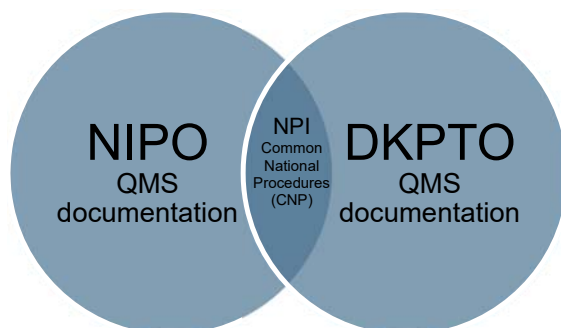 NIPO
QMS
documentation
NPI
Common
National
Procedures
(CNP)
DKPTO
QMS
documentation